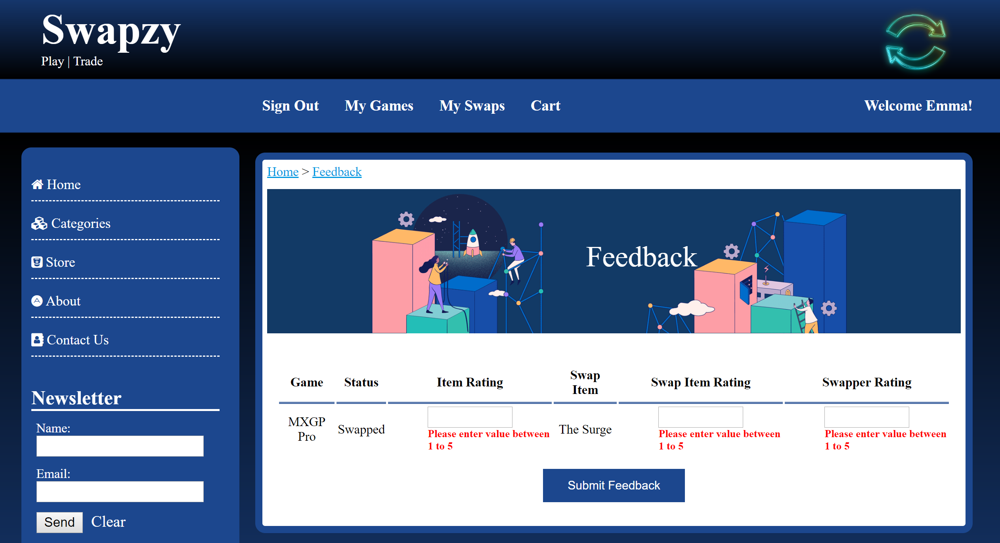 Swapzy
Play | Trade
Sign Out My Games My Swaps Cart Welcome Emma!
Home
Categories
Store
About
Contact Us
Newsletter
Name:
Email:
Send Clear
Home > Feedback
Feedback
Game Status Item Rating Swap Item Swap Item Rating Swapper Rating
MXGP Pro Swapped Please enter value between 1 to 5 The Surge Please enter value between 1 to 5 Please enter value between 1 to 5
Submit Feedback